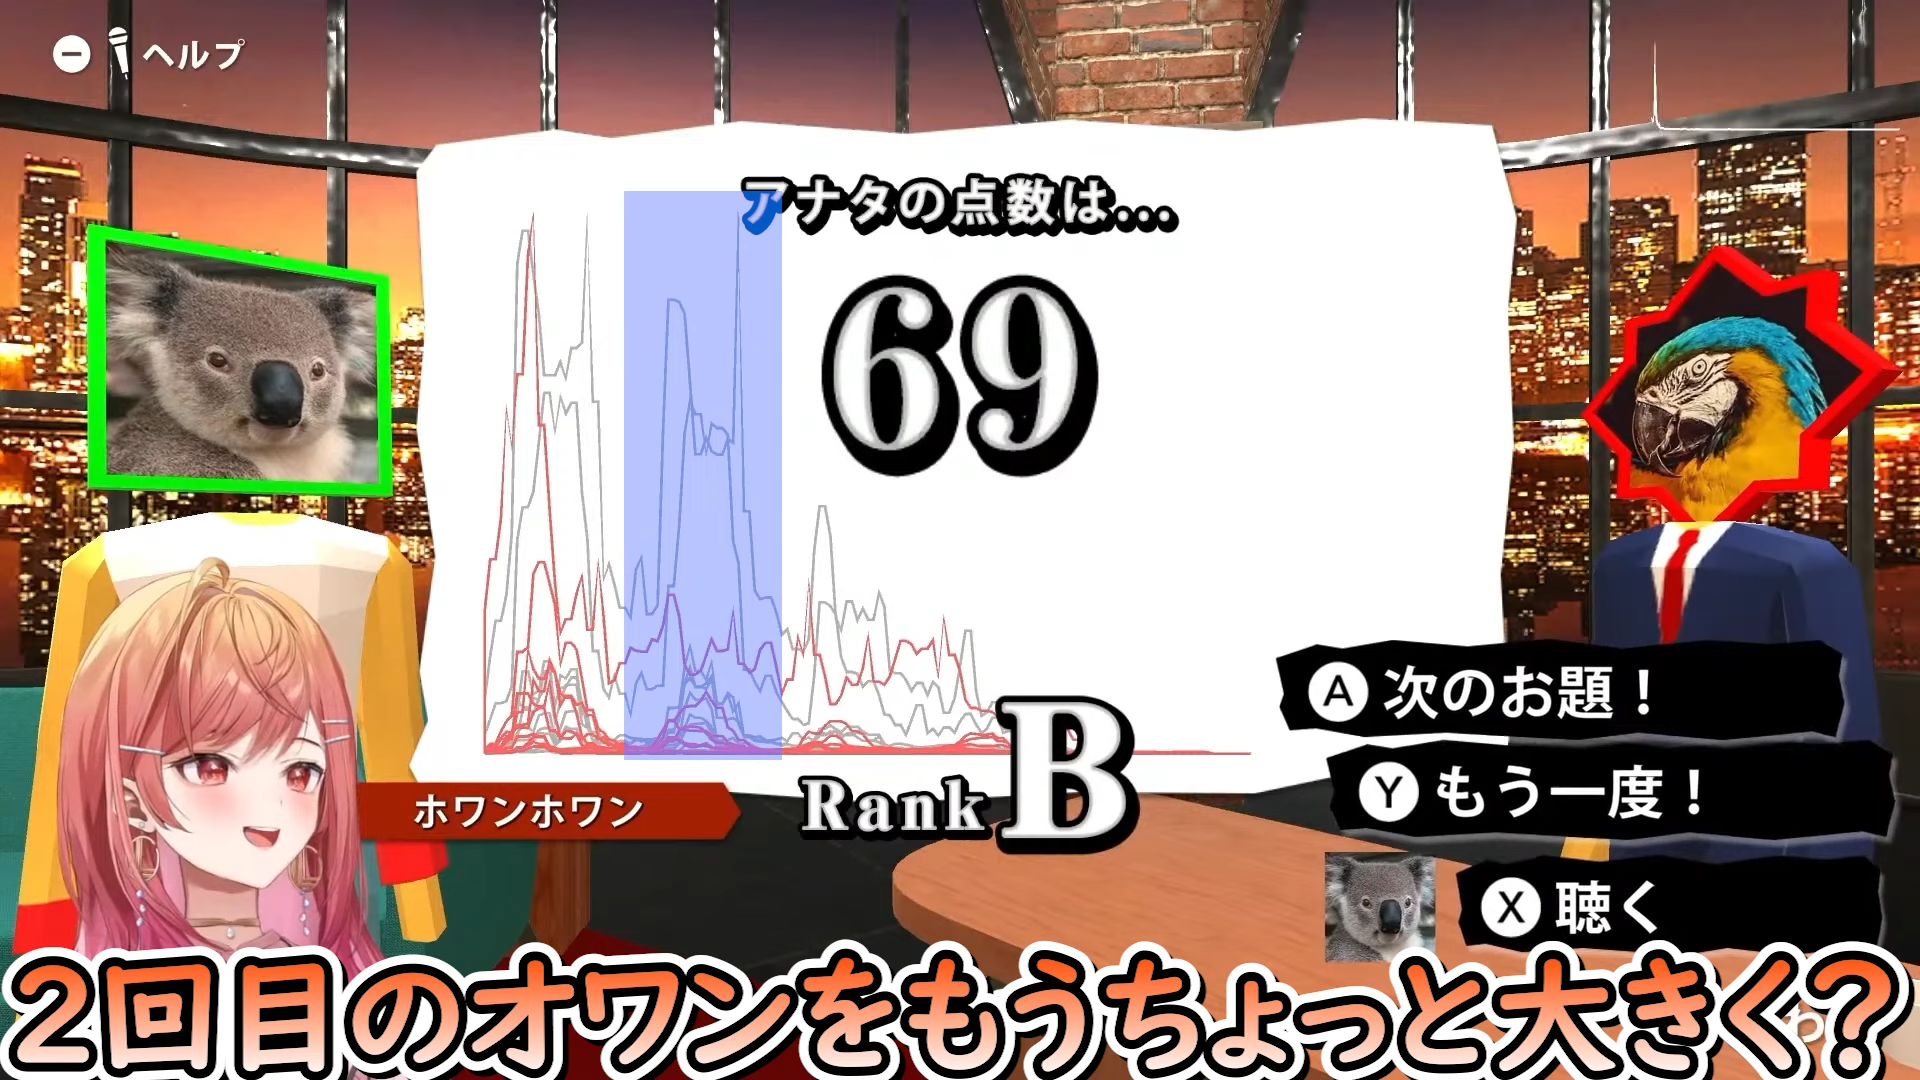 ヘルプ
アナタの点数は...
69
Rank B
ホワンホワン
A 次のお題!
Y もう一度!
X 聴く
2回目のオワンをもうちょっと大きく?